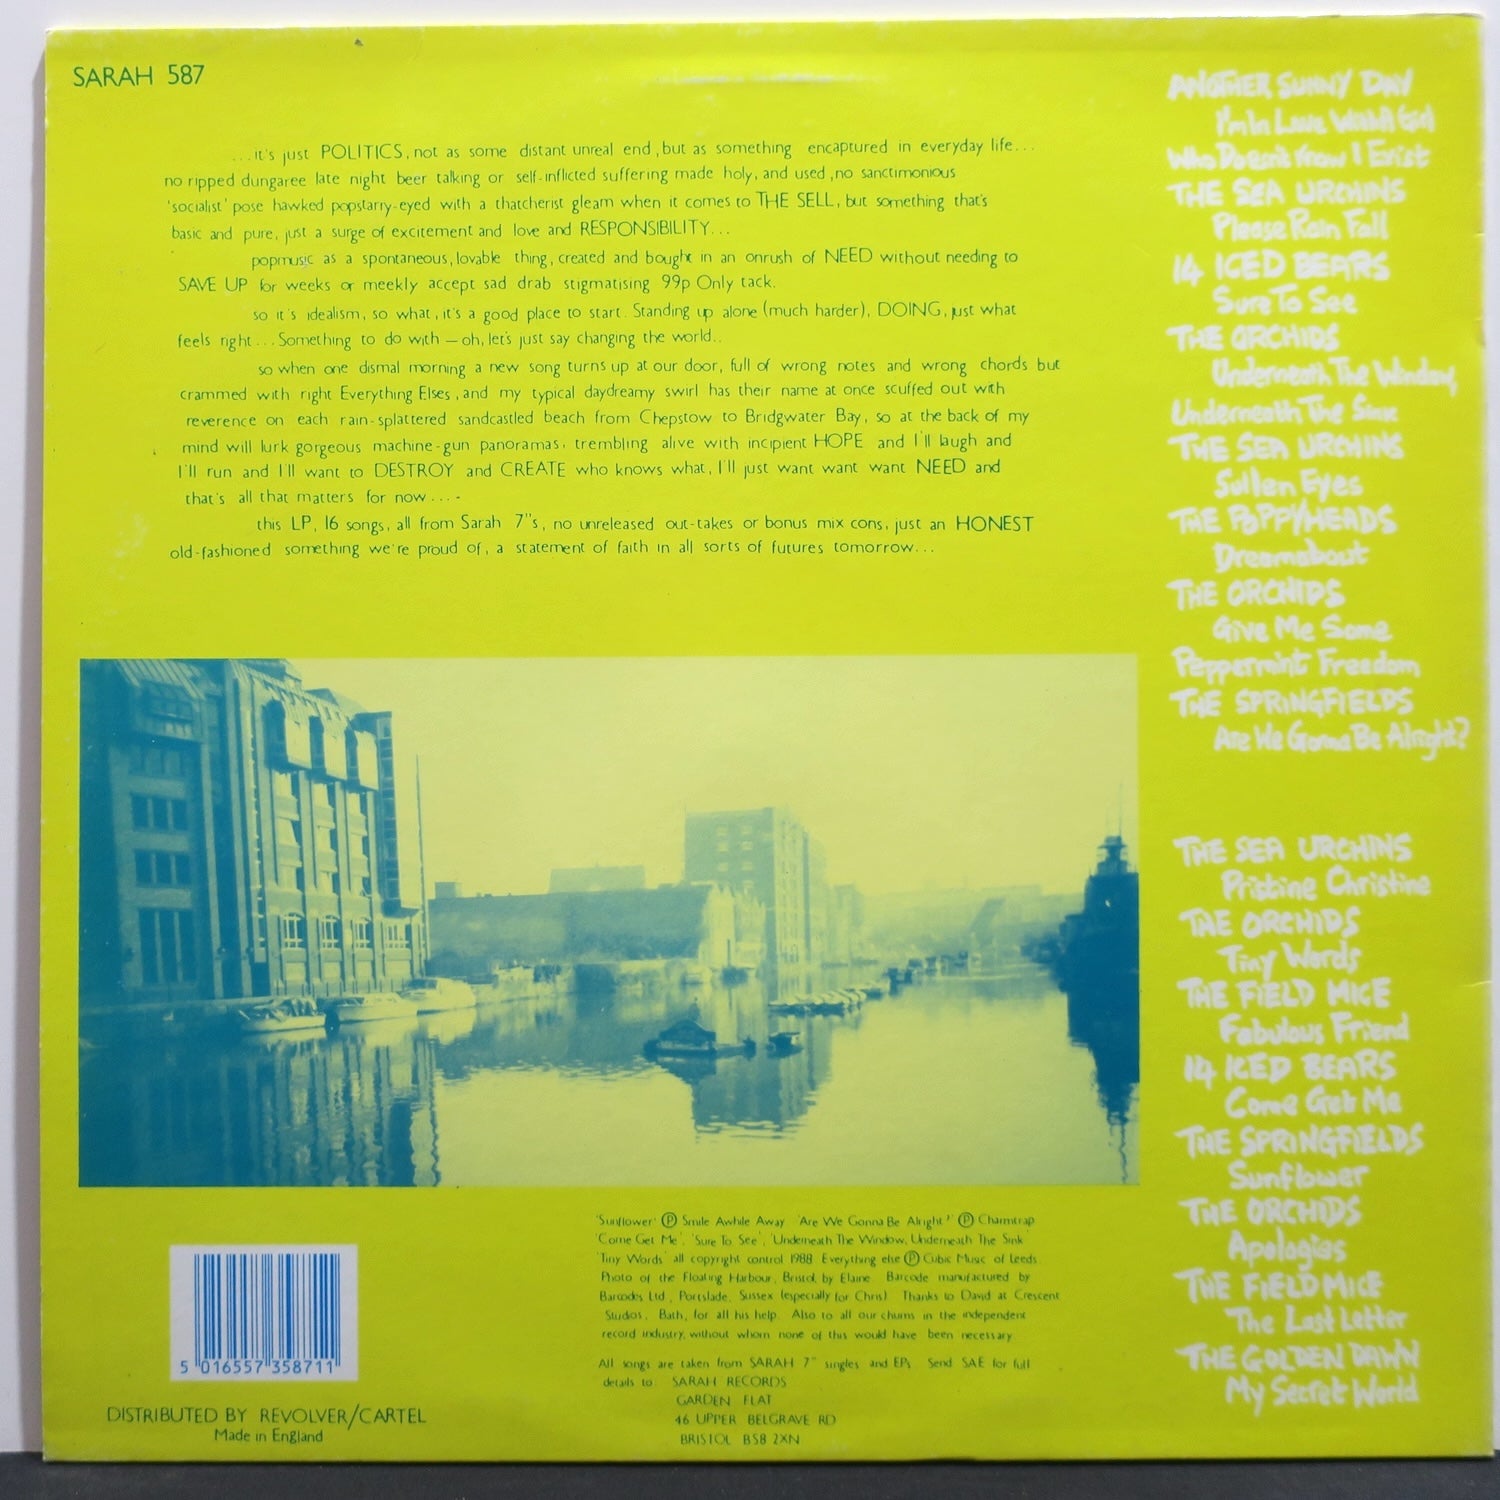 SARAH 587
...it's just POLITICS, not as some distant unreal end, but as something encaptured in everyday life...
no ripped dungaree late night beer talking or self-inflicted suffering made holy, and used, no sanctimonious
'socialist' pose hawked popstarry-eyed with a thatcherist gleam when it comes to THE SELL, but something that's
basic and pure, just a surge of excitement and love and RESPONSIBILITY...
popmusic as a spontaneous, lovable thing, created and bought in an onrush of NEED without needing to
SAVE UP for weeks or meekly accept sad drab stigmatising 99p Only tack.
so it's idealism, so what, it's a good place to start. Standing up alone (much harder), DOING, just what
feels right... Something to do with – oh, let's just say changing the world..
so when one dismal morning a new song turns up at our door, full of wrong notes and wrong chords but
crammed with right Everything Elses, and my typical daydreamy swirl has their name at once scuffed out with
reverence on each rain-splattered sandcastled beach from Chepstow to Bridgwater Bay, so at the back of my
mind will lurk gorgeous machine-gun panoramas, trembling alive with incipient HOPE and I'll laugh and
I'll run and I'll want to DESTROY and CREATE who knows what, I'll just want want want NEED and
that's all that matters for now....
this LP, 16 songs, all from Sarah 7"s, no unreleased out-takes or bonus mix cons, just an HONEST
old-fashioned something we're proud of, a statement of faith in all sorts of futures tomorrow...
ANOTHER SUNNY DAY
I'm In Love With A Girl
Who Doesn't Know I Exist
THE SEA URCHINS
Please Rain Fall
14 ICED BEARS
Sure To See
THE ORCHIDS
Underneath The Window,
Underneath The Sink
THE SEA URCHINS
Sullen Eyes
THE POPPYHEADS
Dreamabout
THE ORCHIDS
Give Me Some
Peppermint Freedom
THE SPRINGFIELDS
Are We Gonna Be Alright?
THE SEA URCHINS
Pristine Christine
THE ORCHIDS
Tiny Words
THE FIELD MICE
Fabulous Friend
14 ICED BEARS
Come Get Me
THE SPRINGFIELDS
Sunflower
THE ORCHIDS
Apologies
THE FIELD MICE
The Last Letter
THE GOLDEN DAWN
My Secret World
'Sunflower' Ⓟ Smile Awhile Away 'Are We Gonna Be Alright?' Ⓟ Charmtrap
'Come Get Me', 'Sure To See', 'Underneath The Window, Underneath The Sink'
'Tiny Words' all copyright control 1988 Everything else Ⓟ Cubic Music of Leeds
Photo of the Floating Harbour, Bristol, by Elaine Barcode manufactured by
Barcodes Ltd, Portslade, Sussex (especially for Chris). Thanks to David at Crescent
Studios, Bath, for all his help. Also to all our chums in the independent
record industry, without whom none of this would have been necessary
All songs are taken from SARAH 7" singles and EPs Send SAE for full
details to: SARAH RECORDS
GARDEN FLAT
46 UPPER BELGRAVE RD
BRISTOL BS8 2XN
5 016557 358711
DISTRIBUTED BY REVOLVER/CARTEL
Made in England